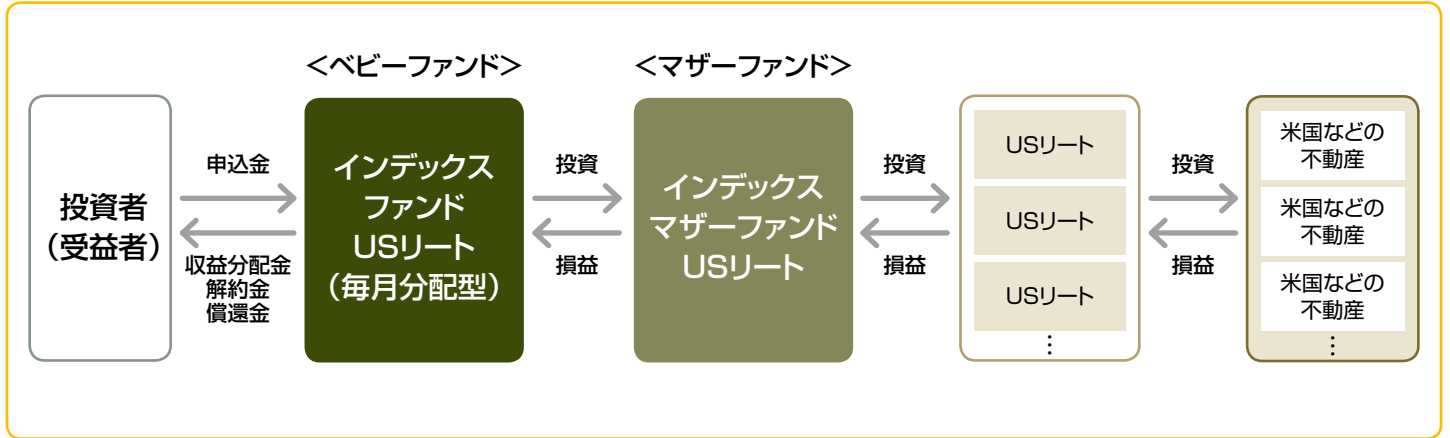 <ベビーファンド>
<マザーファンド>
投資者
（受益者）
申込金
収益分配金
解約金
償還金
インデックス
ファンド
USリート
（毎月分配型）
投資
損益
インデックス
マザーファンド
USリート
投資
損益
USリート
USリート
USリート
⋮
投資
損益
米国などの
不動産
米国などの
不動産
米国などの
不動産
⋮